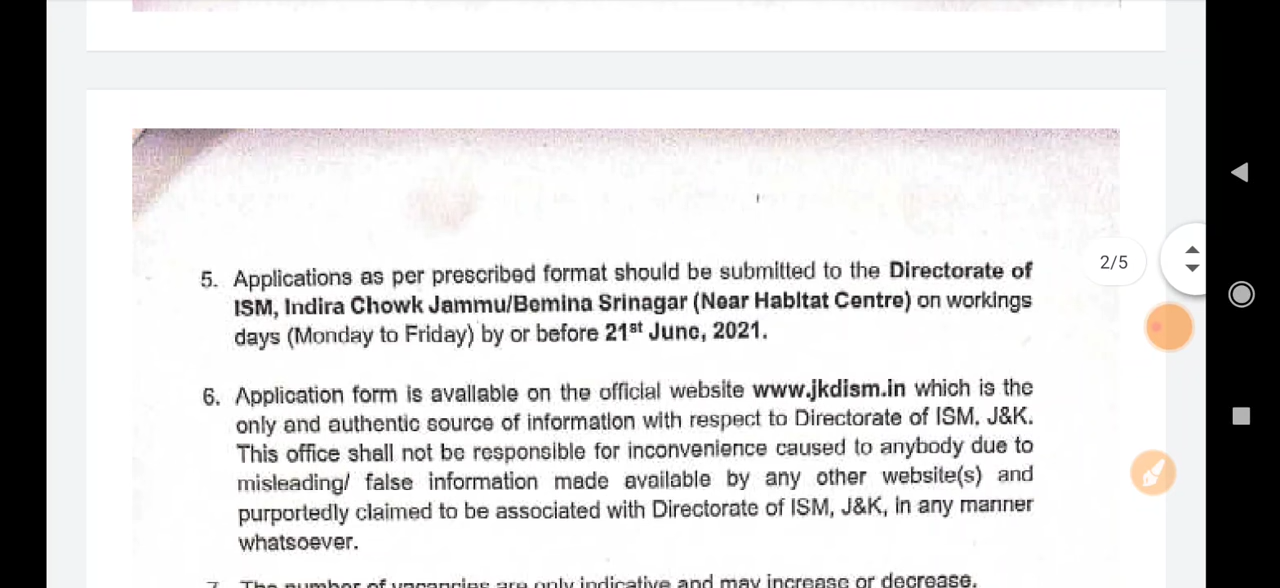 5. Applications as per prescribed format should be submitted to the Directorate of
ISM, Indira Chowk Jammu/Bemina Srinagar (Near Habitat Centre) on workings
days (Monday to Friday) by or before 21st June, 2021.
2/5
6. Application form is available on the official website www.jkdism.in which is the
only and authentic source of information with respect to Directorate of ISM, J&K.
This office shall not be responsible for inconvenience caused to anybody due to
misleading/ false information made available by any other website(s) and
purportedly claimed to be associated with Directorate of ISM, J&K, in any manner
whatsoever.
7. The number of vacancies are only indicative and may increase or decrease.